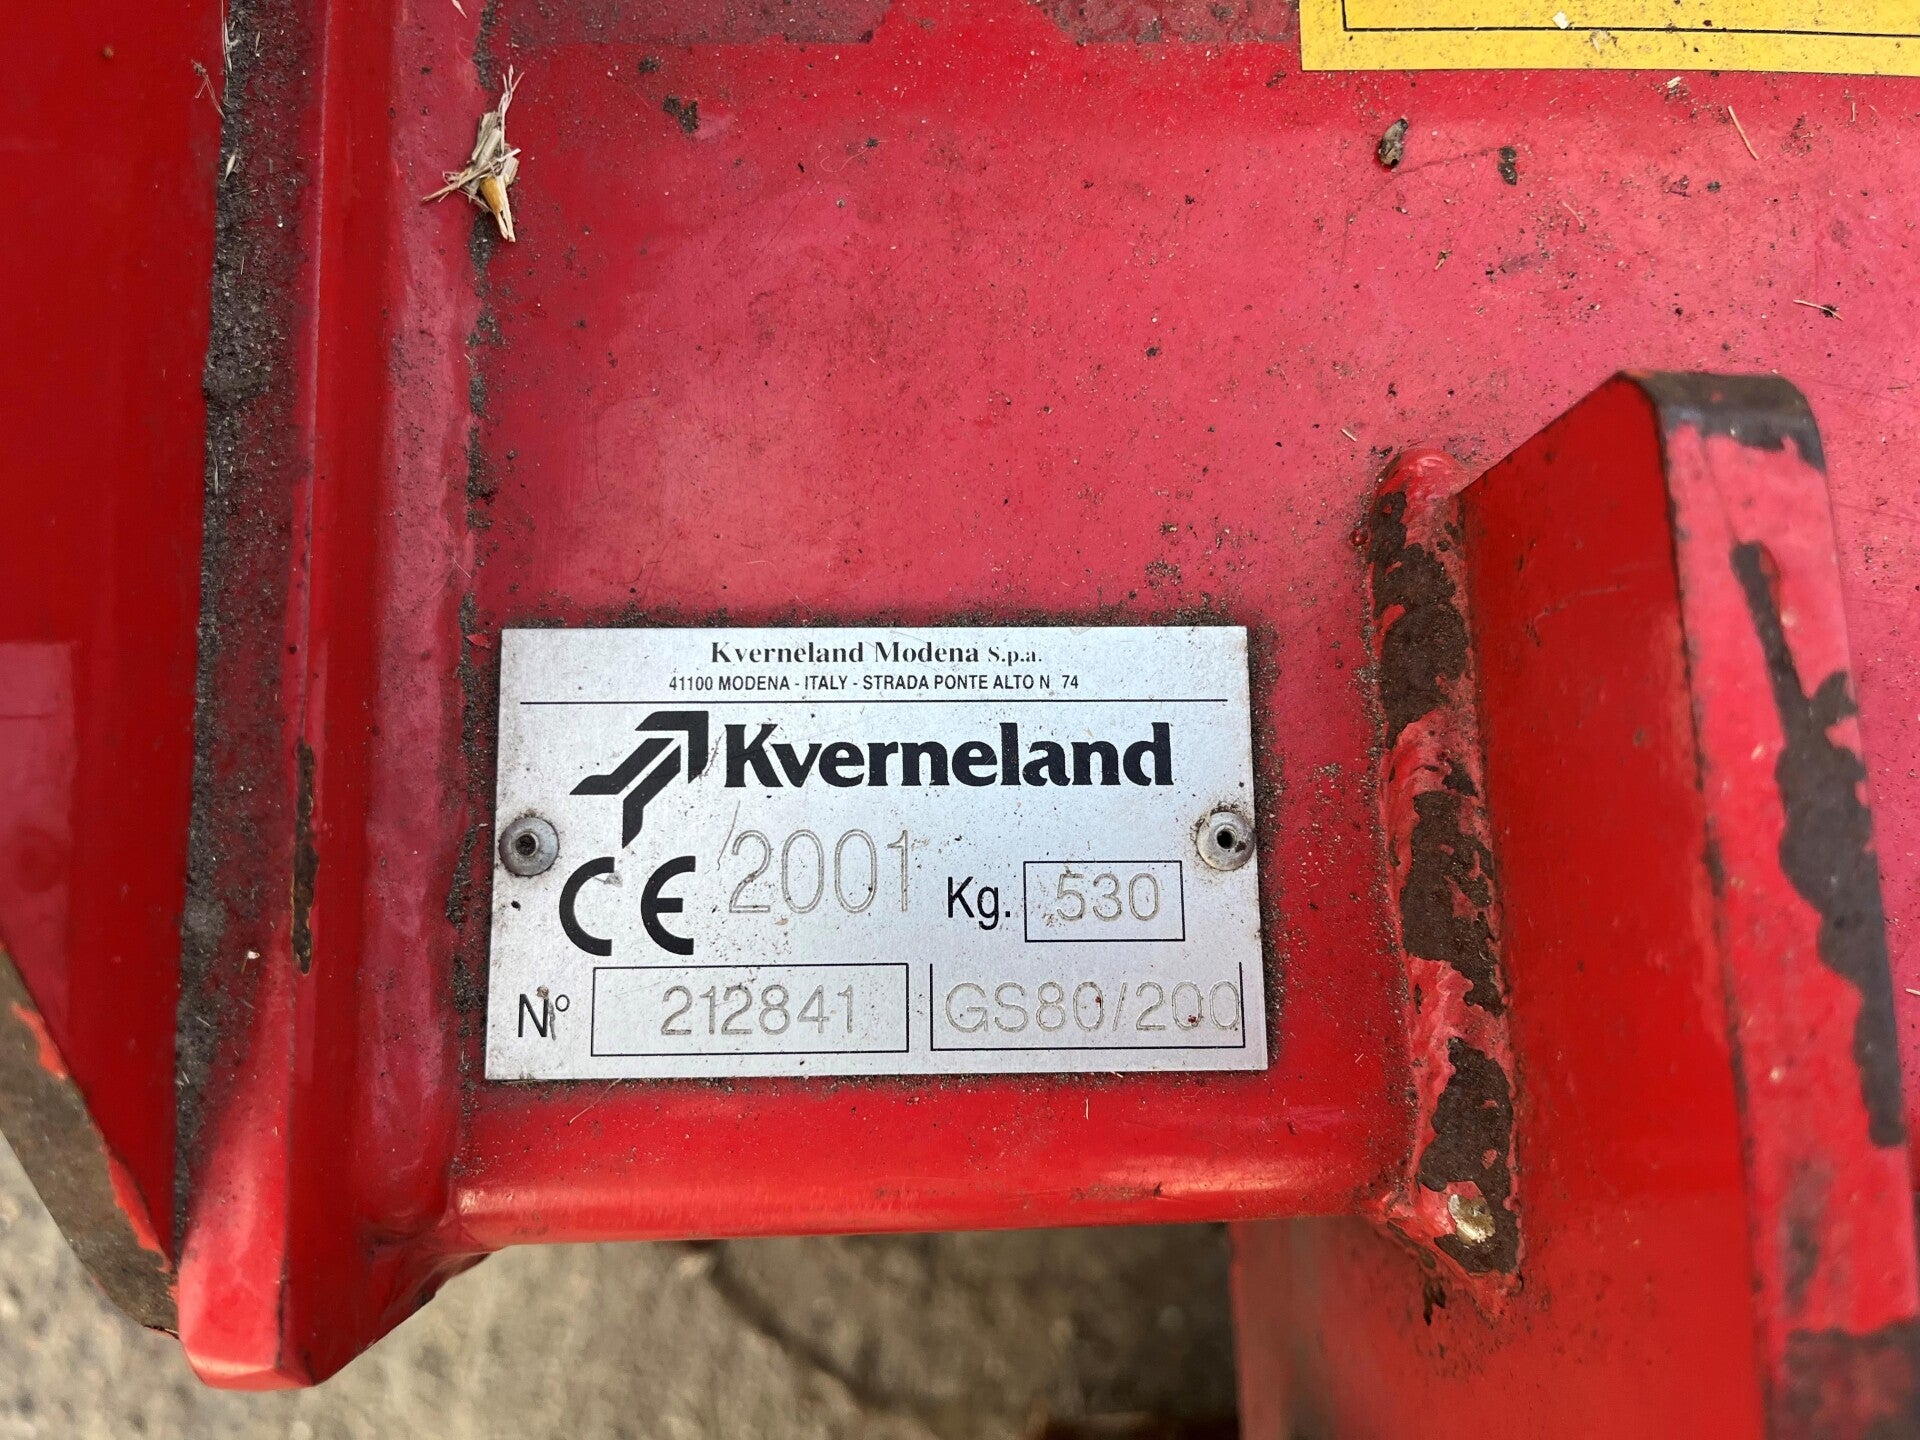 Kverneland Modena S.p.a.
41100 MODENA - ITALY - STRADA PONTE ALTO N 74
Kverneland
CE 2001 Kg. 530
N° 212841 GS80/200